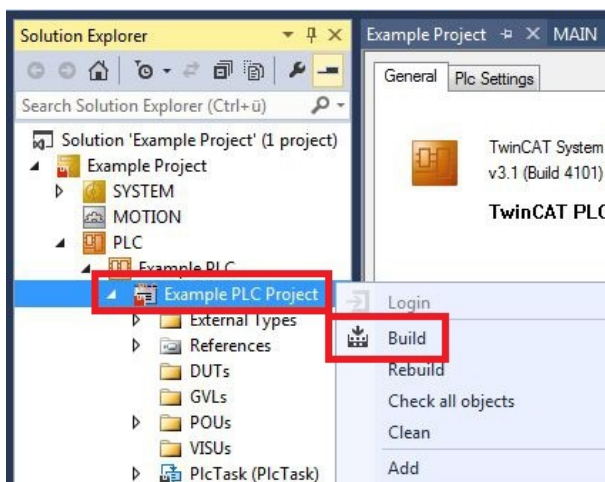 Solution Explorer
Example Project MAIN
General Plc Settings
Search Solution Explorer (Ctrl+ü)
Solution 'Example Project' (1 project)
Example Project
SYSTEM
MOTION
PLC
Example PLC
Example PLC Project
External Types
References
DUTs
GVLs
POUs
VISUs
PlcTask (PlcTask)
TwinCAT System
v3.1 (Build 4101)
TwinCAT PLC
Login
Build
Rebuild
Check all objects
Clean
Add